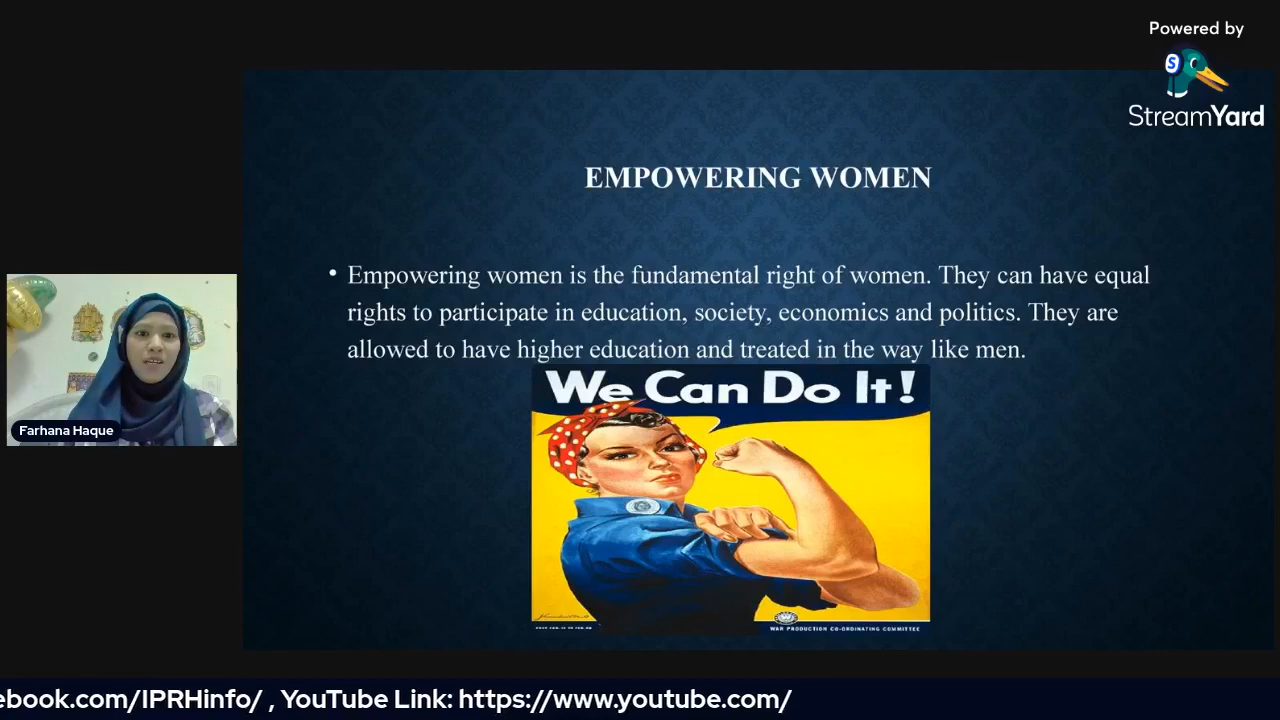 Powered by
StreamYard
EMPOWERING WOMEN
• Empowering women is the fundamental right of women. They can have equal
rights to participate in education, society, economics and politics. They are
allowed to have higher education and treated in the way like men.
We Can Do It!
WAR PRODUCTION CO-ORDINATING COMMITTEE
Farhana Haque
ebook.com/IPRHinfo/ , YouTube Link: https://www.youtube.com/